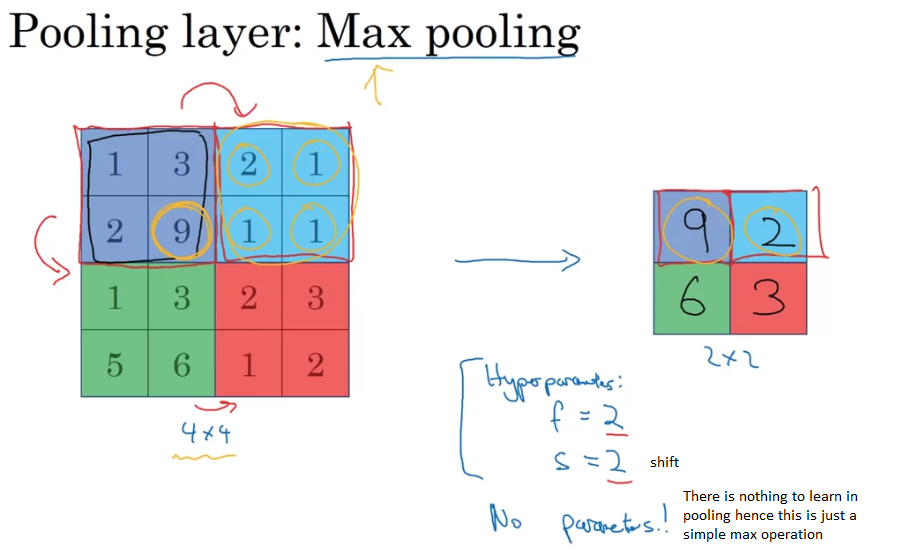 Pooling layer: Max pooling
1 3 2 1
2 9 1 1
1 3 2 3
5 6 1 2
4×4
9 2
6 3
2×2
Hyperparameters:
f = 2
s = 2 shift
No parameters!
There is nothing to learn in
pooling hence this is just a
simple max operation